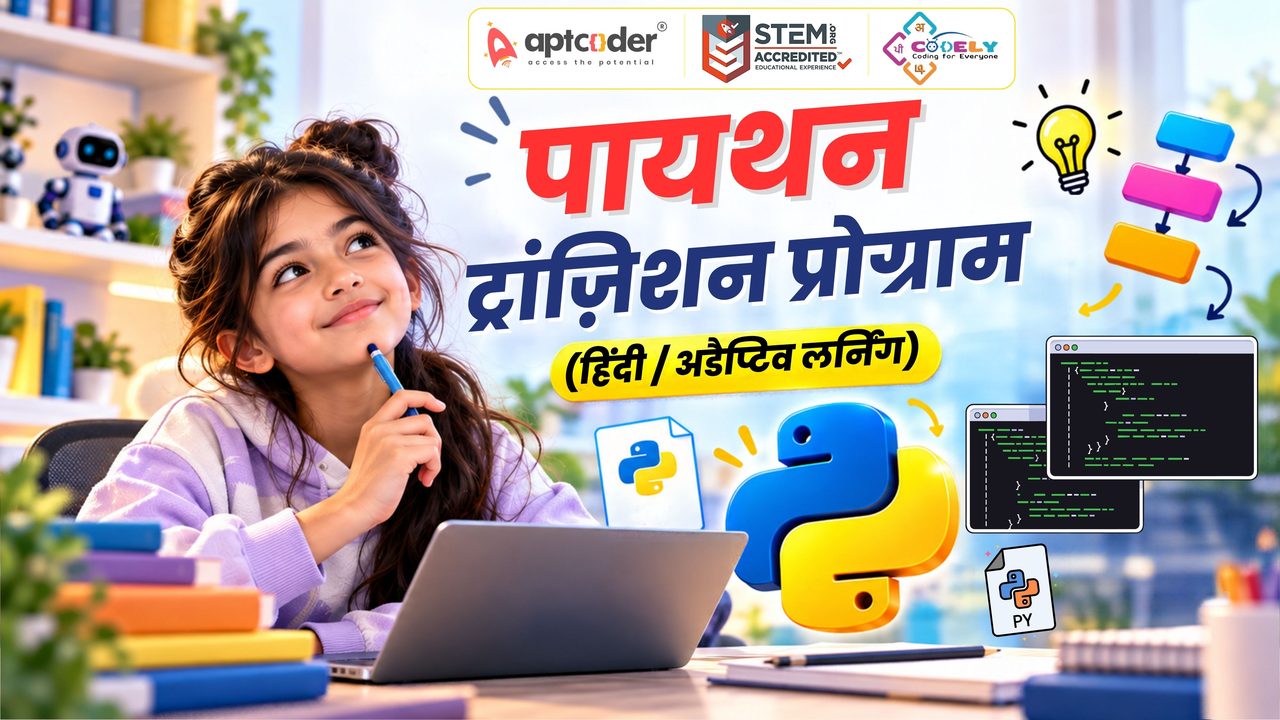 aptcoder®
access the potential
STEM.ORG
ACCREDITED™
EDUCATIONAL EXPERIENCE
अ
पी
CODELY
Coding for Everyone
पायथन
ट्रांज़िशन प्रोग्राम
(हिंदी / अडैप्टिव लर्निंग)
PY